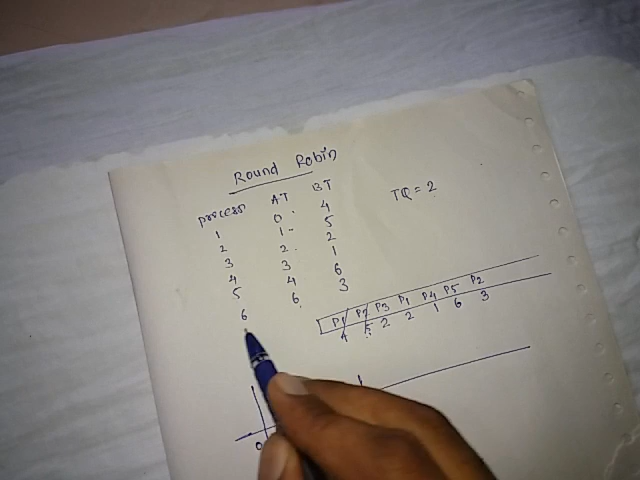 Round Robin
process AT BT
1 0 4 TQ = 2
2 1 5
3 2 2
4 3 1
5 4 6
6 6 3
P1 P2 P3 P1 P4 P5 P2
4 5 2 2 1 6 3
0